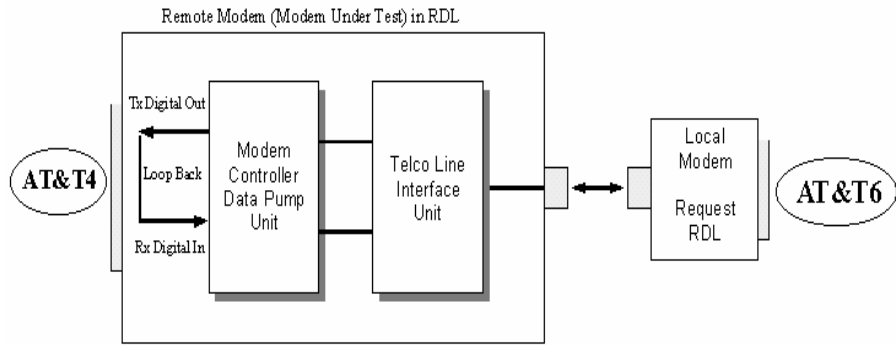 Remote Modem (Modem Under Test) in RDL
Tx Digital Out
AT&T4
Loop Back
Rx Digital In
Modem
Controller
Data Pump
Unit
Telco Line
Interface
Unit
Local
Modem
Request
RDL
AT&T6